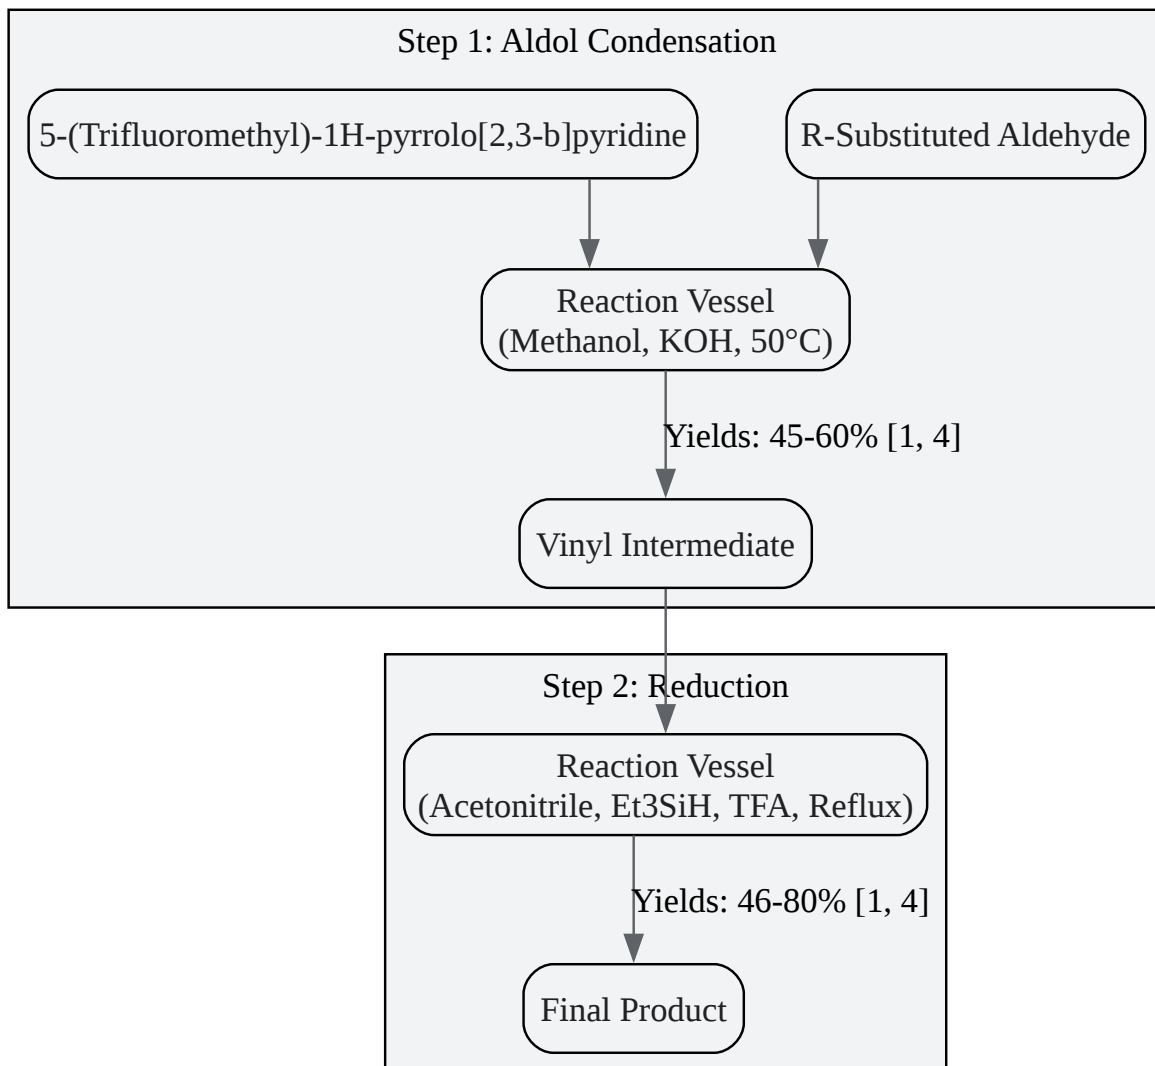 Step 1: Aldol Condensation
5-(Trifluoromethyl)-1H-pyrrolo[2,3-b]pyridine
R-Substituted Aldehyde
Reaction Vessel
(Methanol, KOH, 50°C)
Yields: 45-60% [1, 4]
Vinyl Intermediate
Step 2: Reduction
Reaction Vessel
(Acetonitrile, Et3SiH, TFA, Reflux)
Yields: 46-80% [1, 4]
Final Product